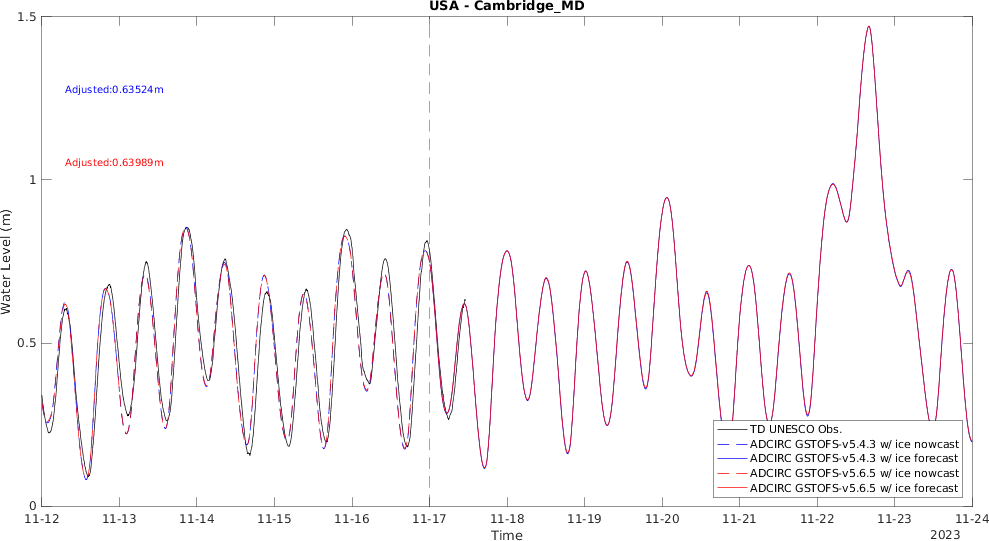 USA - Cambridge_MD
1.5
Adjusted:0.63524m
Adjusted:0.63989m
1
Water Level (m)
0.5
0
TD UNESCO Obs.
ADCIRC GSTOFS-v5.4.3 w/ ice nowcast
ADCIRC GSTOFS-v5.4.3 w/ ice forecast
ADCIRC GSTOFS-v5.6.5 w/ ice nowcast
ADCIRC GSTOFS-v5.6.5 w/ ice forecast
11-12 11-13 11-14 11-15 11-16 11-17 11-18 11-19 11-20 11-21 11-22 11-23 11-24
Time
2023